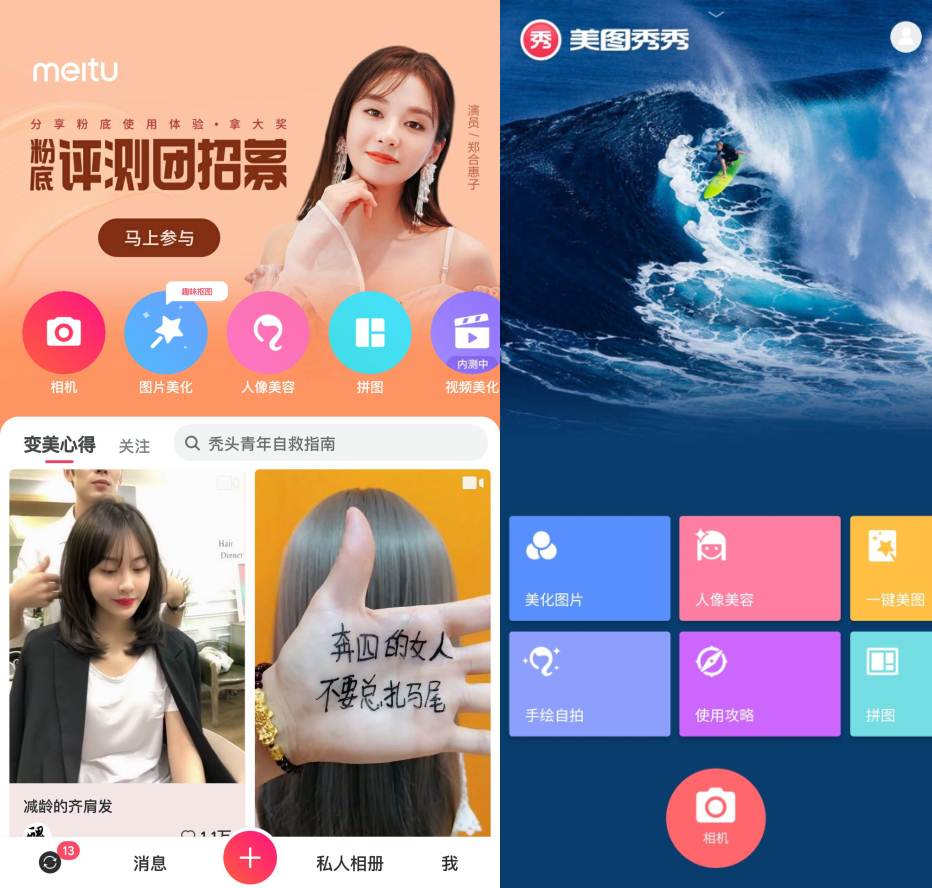 meitu
分享粉底使用体验·拿大奖
粉底评测团招募
演员/郑合惠子
马上参与
趣味抠图
内测中
相机
图片美化
人像美容
拼图
视频美化
变美心得
关注
秃头青年自救指南
Hair
Dinner
奔四的女人
不要总扎马尾
减龄的齐肩发
1.1万
13
消息
私人相册
我
秀 美图秀秀
美化图片
人像美容
一键美图
手绘自拍
使用攻略
拼图
相机